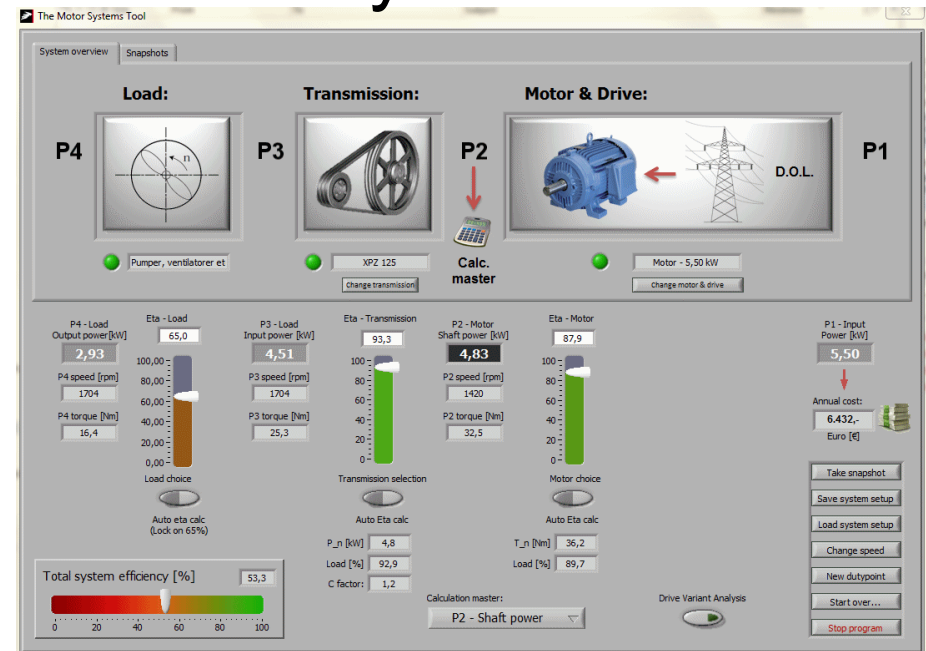 The Motor Systems Tool
System overview
Snapshots
Load:
Transmission:
Motor & Drive:
P4
n
P3
P2
D.O.L.
P1
Pumper, ventilatorer et
XPZ 125
Change transmission
Calc.
master
Motor - 5,50 kW
Change motor & drive
P4 - Load
Output power[kW]
2,93
P4 speed [rpm]
1704
P4 torque [Nm]
16,4
Eta - Load
65,0
100,00
80,00
60,00
40,00
20,00
0,00
Load choice
Auto eta calc
(Lock on 65%)
P3 - Load
Input power [kW]
4,51
P3 speed [rpm]
1704
P3 torque [Nm]
25,3
Eta - Transmission
93,3
100
80
60
40
20
0
Transmission selection
Auto Eta calc
P_n [kW] 4,8
Load [%] 92,9
C factor: 1,2
P2 - Motor
Shaft power [kW]
4,83
P2 speed [rpm]
1420
P2 torque [Nm]
32,5
Eta - Motor
87,9
100
80
60
40
20
0
Motor choice
Auto Eta calc
T_n [Nm] 36,2
Load [%] 89,7
P1 - Input
Power [kW]
5,50
Annual cost:
6.432,-
Euro [€]
Take snapshot
Save system setup
Load system setup
Change speed
New dutypoint
Start over...
Stop program
Total system efficiency [%] 53,3
0 20 40 60 80 100
Calculation master:
P2 - Shaft power
Drive Variant Analysis